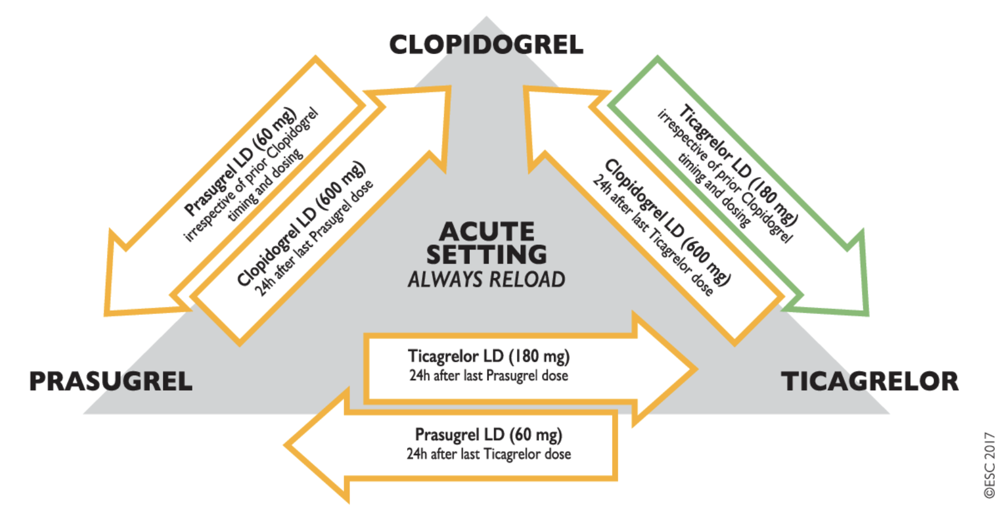 CLOPIDOGREL
Prasugrel LD (60 mg)
irrespective of prior Clopidogrel
timing and dosing
Clopidogrel LD (600 mg)
24h after last Prasugrel dose
Ticagrelor LD (180 mg)
irrespective of prior Clopidogrel
timing and dosing
Clopidogrel LD (600 mg)
24h after last Ticagrelor dose
ACUTE
SETTING
ALWAYS RELOAD
PRASUGREL
Ticagrelor LD (180 mg)
24h after last Prasugrel dose
TICAGRELOR
Prasugrel LD (60 mg)
24h after last Ticagrelor dose
©ESC 2017